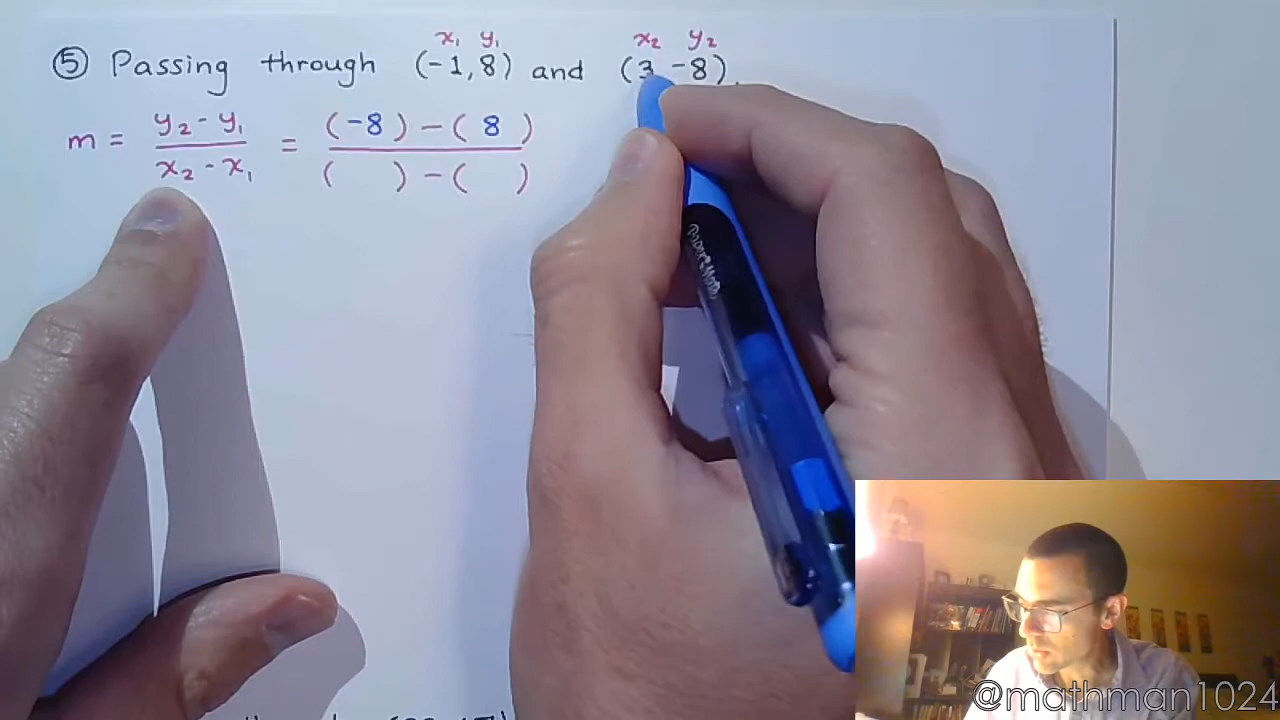 x₁ y₁ x₂ y₂
⑤ Passing through (-1, 8) and (3 -8).
m = y₂ - y₁ / x₂ - x₁ = (-8) - (8) / ( ) - ( )
@mathman1024